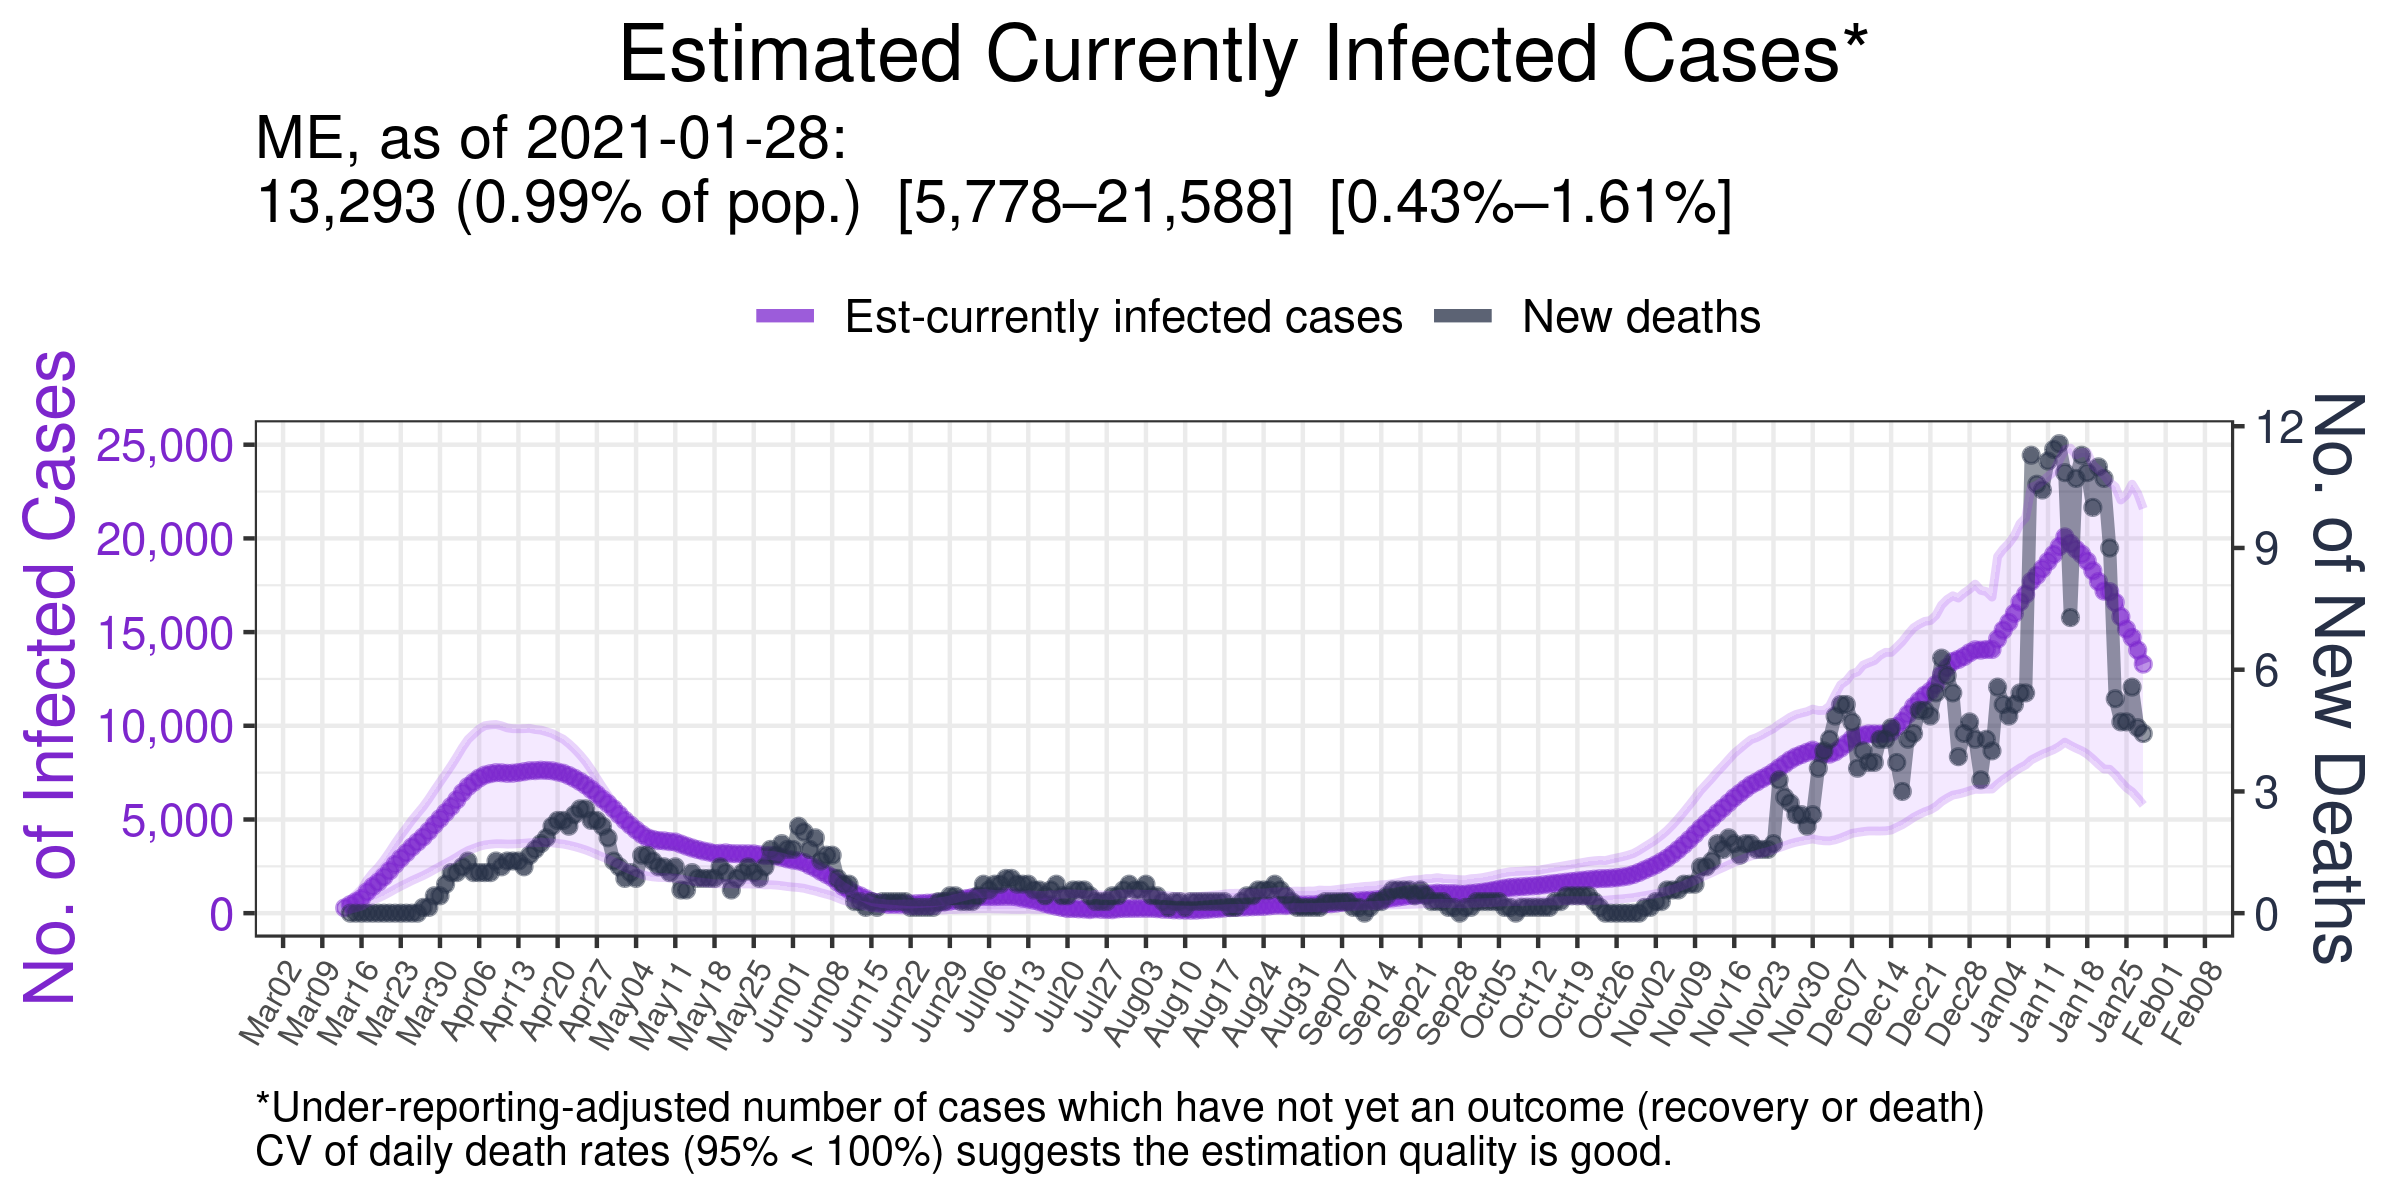 Estimated Currently Infected Cases*
ME, as of 2021-01-28:
13,293 (0.99% of pop.) [5,778–21,588] [0.43%–1.61%]
Est-currently infected cases New deaths
No. of Infected Cases
25,000
20,000
15,000
10,000
5,000
0
12
9
6
3
0
No. of New Deaths
Mar02 Mar09 Mar16 Mar23 Mar30 Apr06 Apr13 Apr20 Apr27 May04 May11 May18 May25 Jun01 Jun08 Jun15 Jun22 Jun29 Jul06 Jul13 Jul20 Jul27 Aug03 Aug10 Aug17 Aug24 Aug31 Sep07 Sep14 Sep21 Sep28 Oct05 Oct12 Oct19 Oct26 Nov02 Nov09 Nov16 Nov23 Nov30 Dec07 Dec14 Dec21 Dec28 Jan04 Jan11 Jan18 Jan25 Feb01 Feb08
*Under-reporting-adjusted number of cases which have not yet an outcome (recovery or death)
CV of daily death rates (95% < 100%) suggests the estimation quality is good.